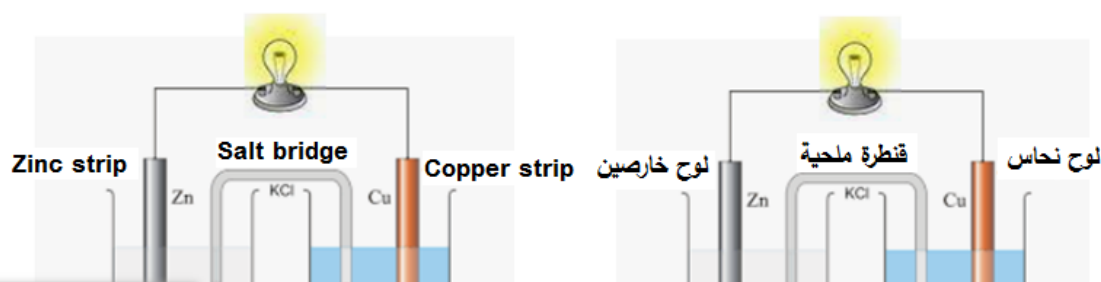 Salt bridge
Zinc strip
Copper strip
Zn
KCl
Cu
قنطرة ملحية
لوح خارصين
لوح نحاس
Zn
KCl
Cu